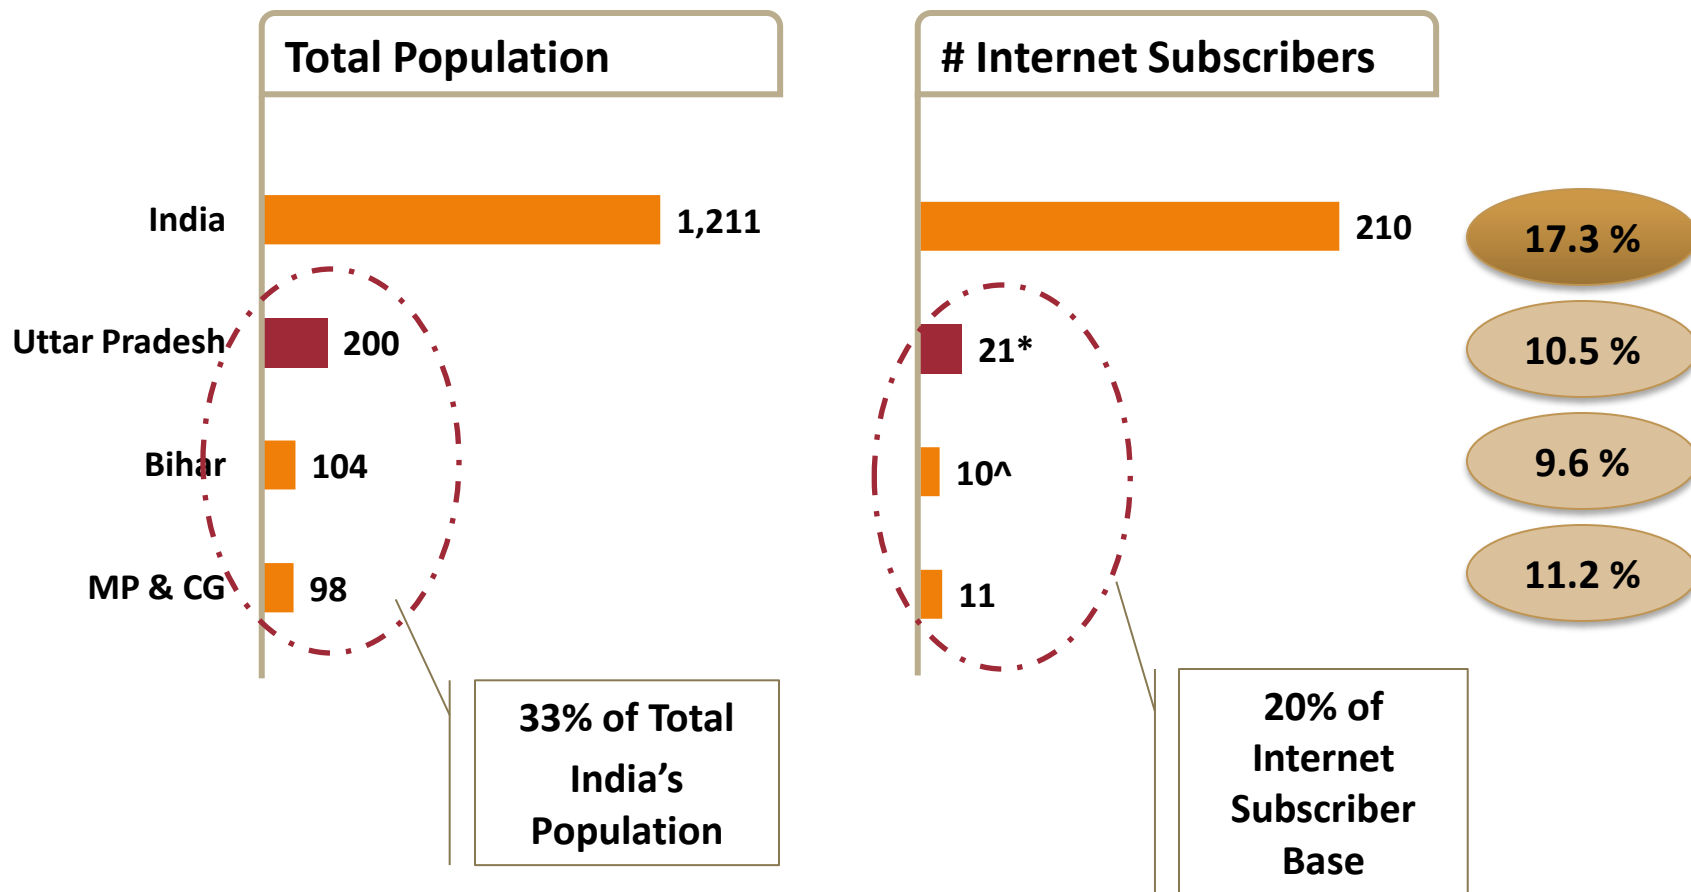 Total Population
# Internet Subscribers
India
1,211
210
17.3 %
Uttar Pradesh
200
21*
10.5 %
Bihar
104
10^
9.6 %
MP & CG
98
11
11.2 %
33% of Total
India’s
Population
20% of
Internet
Subscriber
Base